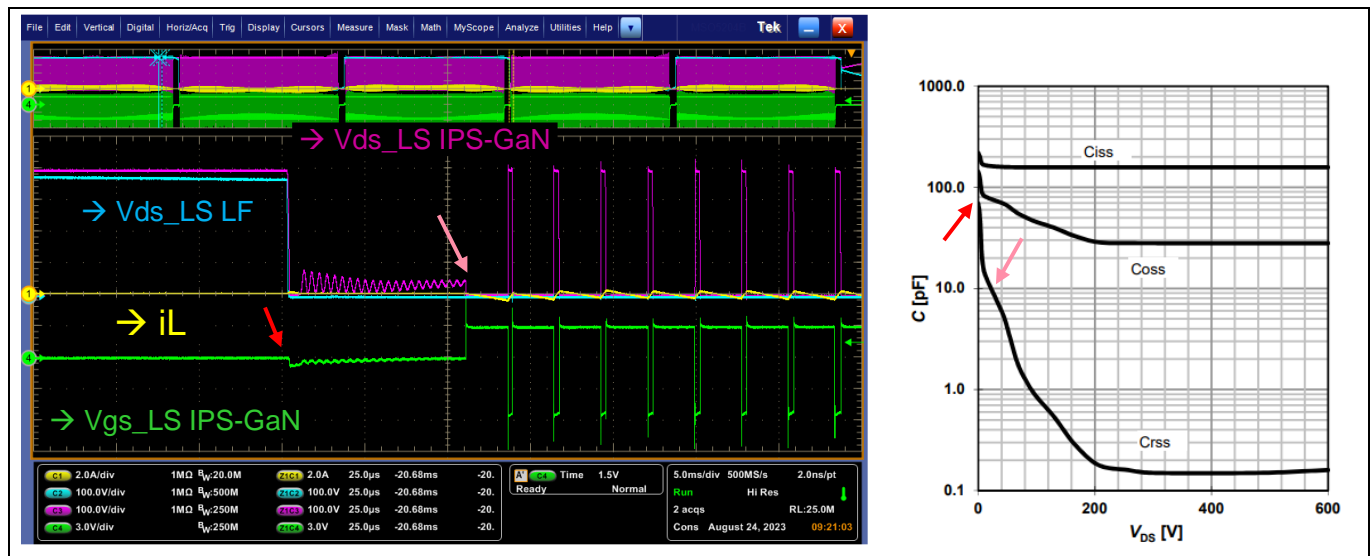 File Edit Vertical Digital Horiz/Acq Trig Display Cursors Measure Mask Math MyScope Analyze Utilities Help Tek X
1
4
→ Vds_LS IPS-GaN
→ Vds_LS LF
1
→ iL
4
→ Vgs_LS IPS-GaN
C1 2.0A/div 1MΩ BW:20.0M Z1C1 2.0A 25.0µs -20.68ms -20.
C2 100.0V/div 1MΩ BW:500M Z1C2 100.0V 25.0µs -20.68ms -20.
C3 100.0V/div 1MΩ BW:250M Z1C3 100.0V 25.0µs -20.68ms -20.
C4 3.0V/div BW:250M Z1C4 3.0V 25.0µs -20.68ms -20.
A' C4 Time 1.5V
Ready Normal
5.0ms/div 500MS/s 2.0ns/pt
Run Hi Res
2 acqs RL:25.0M
Cons August 24, 2023 09:21:03
1000.0
100.0
10.0
1.0
0.1
C [pF]
Ciss
Coss
Crss
0 200 400 600
VDS [V]